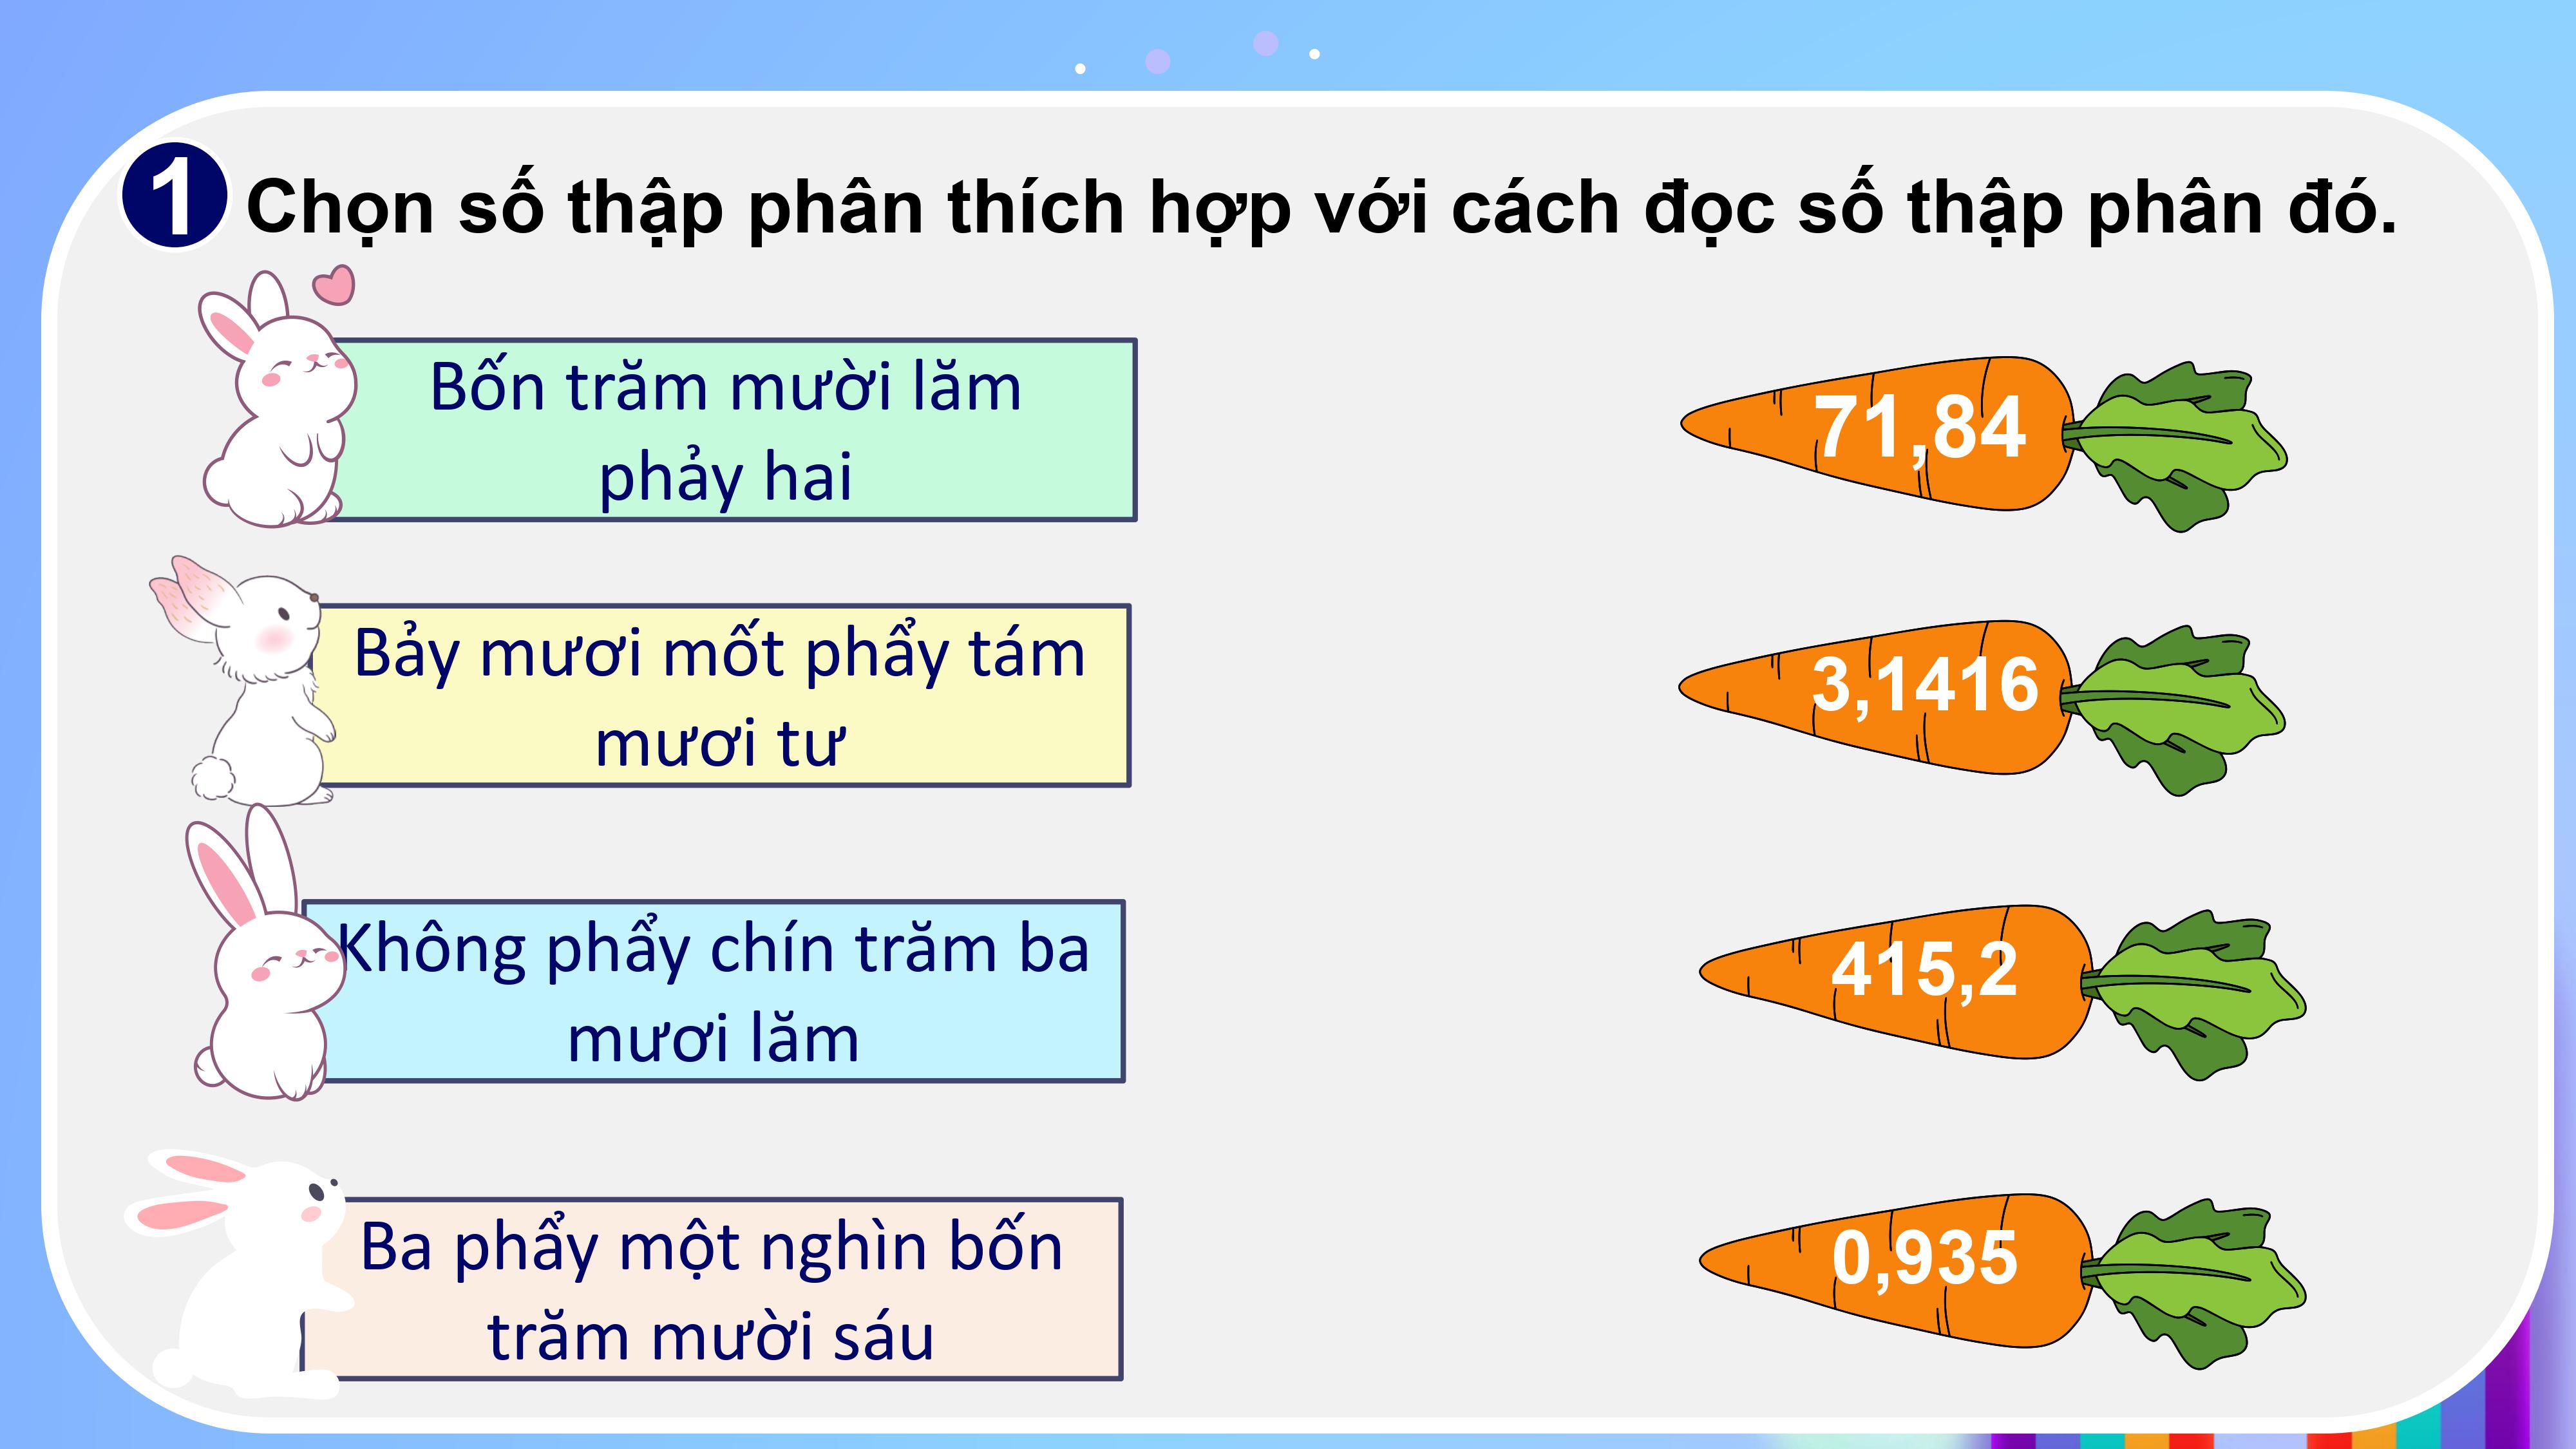 1 Chọn số thập phân thích hợp với cách đọc số thập phân đó.
Bốn trăm mười lăm
phảy hai
71,84
Bảy mươi mốt phẩy tám
mươi tư
3,1416
Không phẩy chín trăm ba
mươi lăm
415,2
Ba phẩy một nghìn bốn
trăm mười sáu
0,935